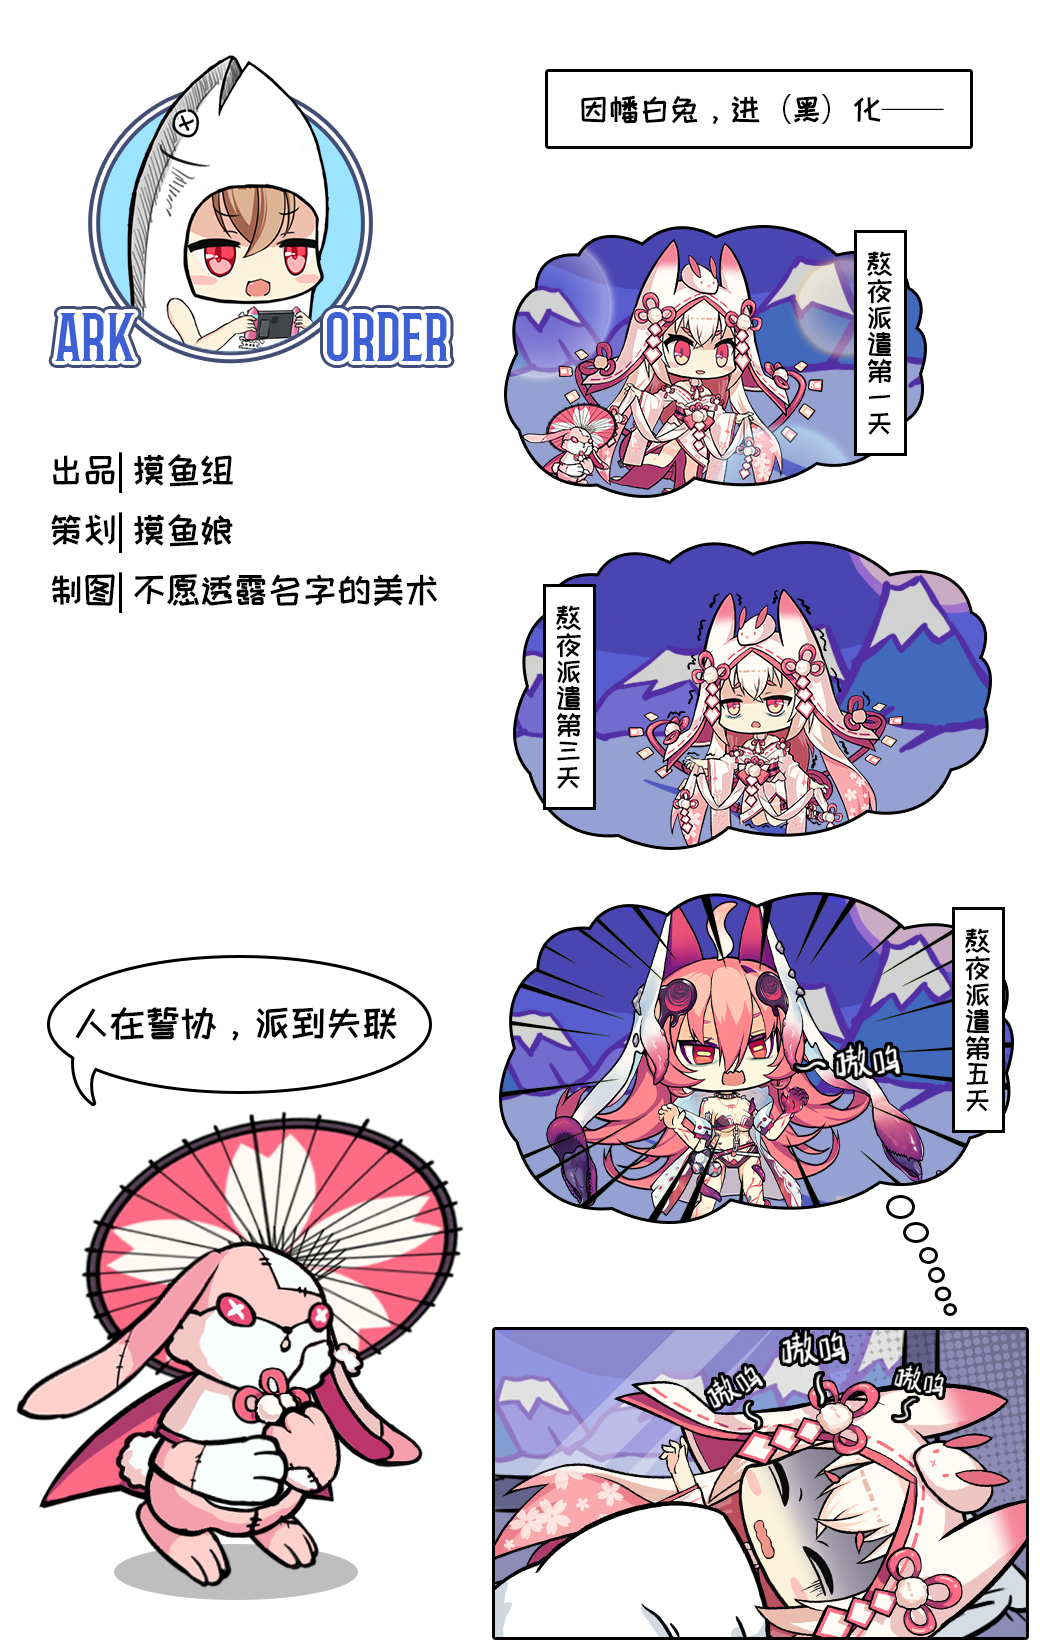 因幡白兔，进（黑）化——
ARK ORDER
出品|摸鱼组
策划|摸鱼娘
制图|不愿透露名字的美术
熬夜派遣第一天
熬夜派遣第三天
熬夜派遣第五天
嗷呜
人在誓协，派到失联
嗷呜
嗷呜
嗷呜